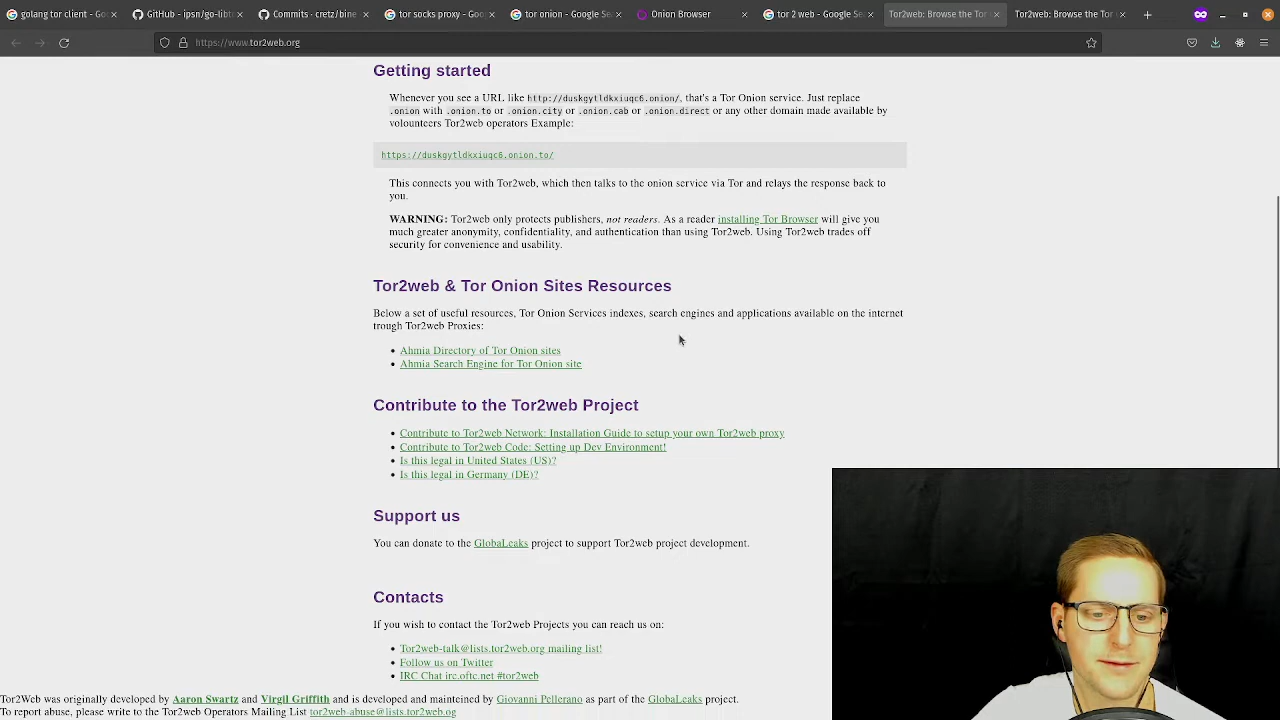 golang tor client - Go
GitHub - ipsn/go-libto
Commits · cretz/bine
tor socks proxy - Goo
tor onion - Google Sea
Onion Browser
tor 2 web - Google Sea
Tor2web: Browse the Tor
Tor2web: Browse the Tor
https://www.tor2web.org
Getting started
Whenever you see a URL like http://duskgytldkxiuqc6.onion/, that's a Tor Onion service. Just replace
.onion with .onion.to or .onion.city or .onion.cab or .onion.direct or any other domain made available by
volounteers Tor2web operators Example:
https://duskgytldkxiuqc6.onion.to/
This connects you with Tor2web, which then talks to the onion service via Tor and relays the response back to
you.
WARNING: Tor2web only protects publishers, not readers. As a reader installing Tor Browser will give you
much greater anonymity, confidentiality, and authentication than using Tor2web. Using Tor2web trades off
security for convenience and usability.
Tor2web & Tor Onion Sites Resources
Below a set of useful resources, Tor Onion Services indexes, search engines and applications available on the internet
trough Tor2web Proxies:
Ahmia Directory of Tor Onion sites
Ahmia Search Engine for Tor Onion site
Contribute to the Tor2web Project
Contribute to Tor2web Network: Installation Guide to setup your own Tor2web proxy
Contribute to Tor2web Code: Setting up Dev Environment!
Is this legal in United States (US)?
Is this legal in Germany (DE)?
Support us
You can donate to the GlobaLeaks project to support Tor2web project development.
Contacts
If you wish to contact the Tor2web Projects you can reach us on:
Tor2web-talk@lists.tor2web.org mailing list!
Follow us on Twitter
IRC Chat irc.oftc.net #tor2web
Tor2Web was originally developed by Aaron Swartz and Virgil Griffith and is developed and mainteined by Giovanni Pellerano as part of the GlobaLeaks project.
To report abuse, please write to the Tor2web Operators Mailing List tor2web-abuse@lists.tor2web.og